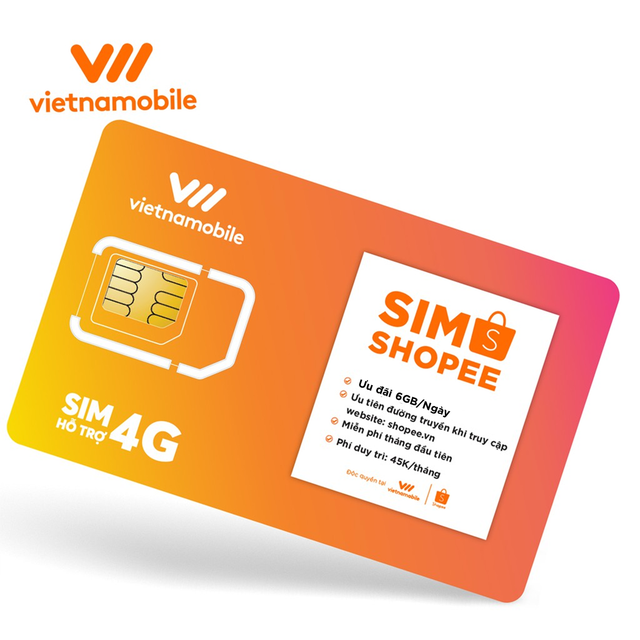 vietnamobile
vietnamobile
SIM
HỖ TRỢ 4G
SIM S
SHOPEE
Ưu đãi 6GB/Ngày
Ưu tiên đường truyền khi truy cập
website: shopee.vn
Miễn phí tháng đầu tiên
Phí duy trì: 45K/tháng
Độc quyền tại vietnamobile S Shopee